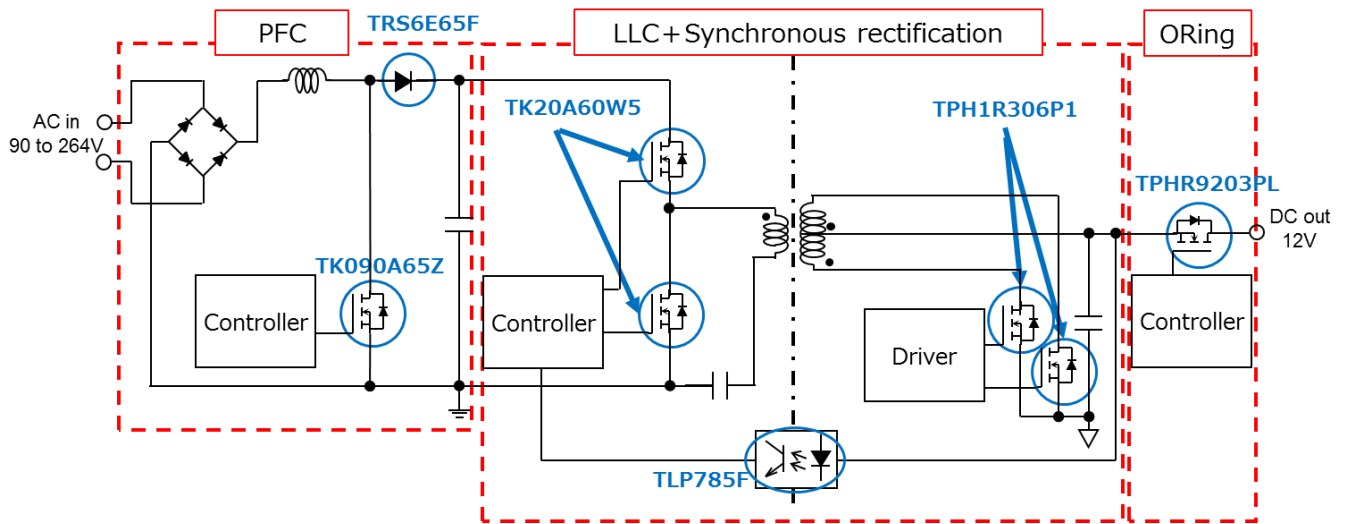 PFC
TRS6E65F
LLC+Synchronous rectification
ORing
AC in
90 to 264V
TK20A60W5
TPH1R306P1
TPHR9203PL
DC out
12V
TK090A65Z
Controller
Controller
Driver
Controller
TLP785F